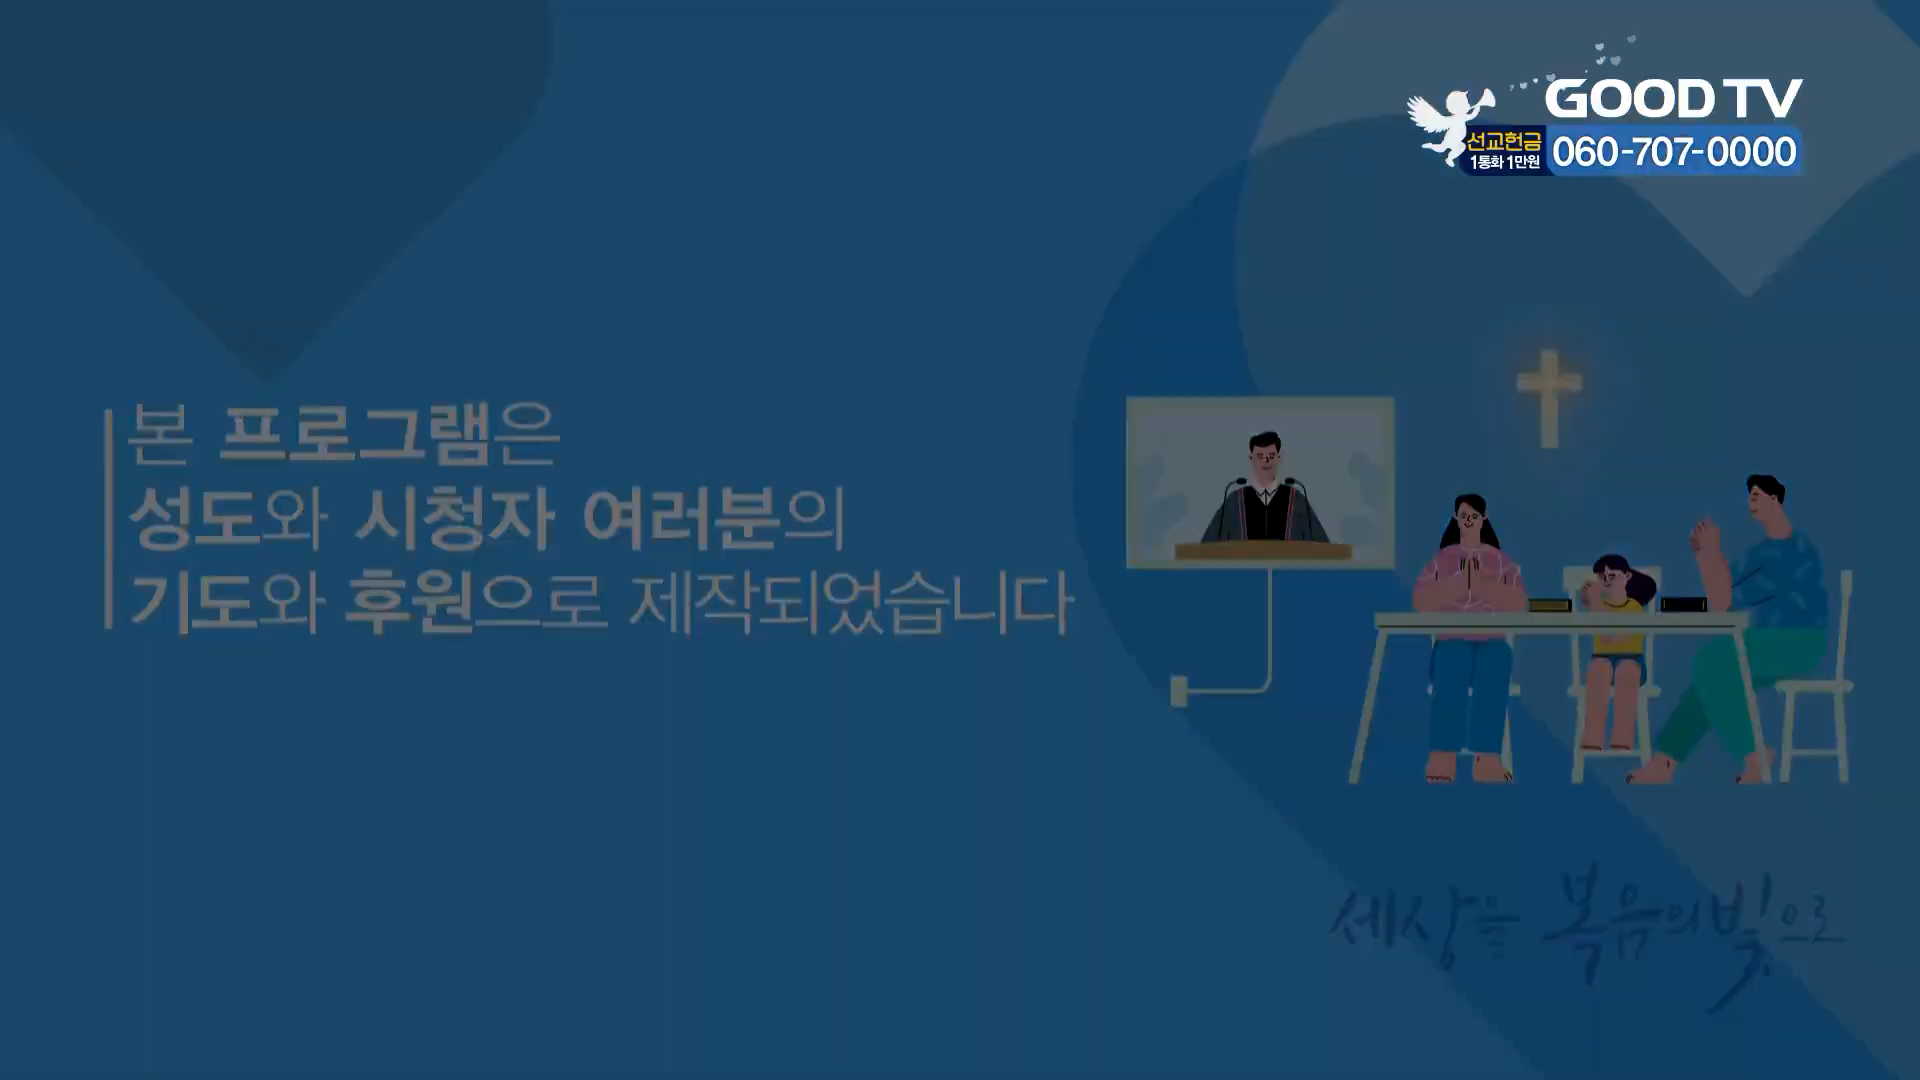 GOOD TV
선교헌금
1통화 1만원
060-707-0000
본 프로그램은
성도와 시청자 여러분의
기도와 후원으로 제작되었습니다
세상을 복음의 빛으로